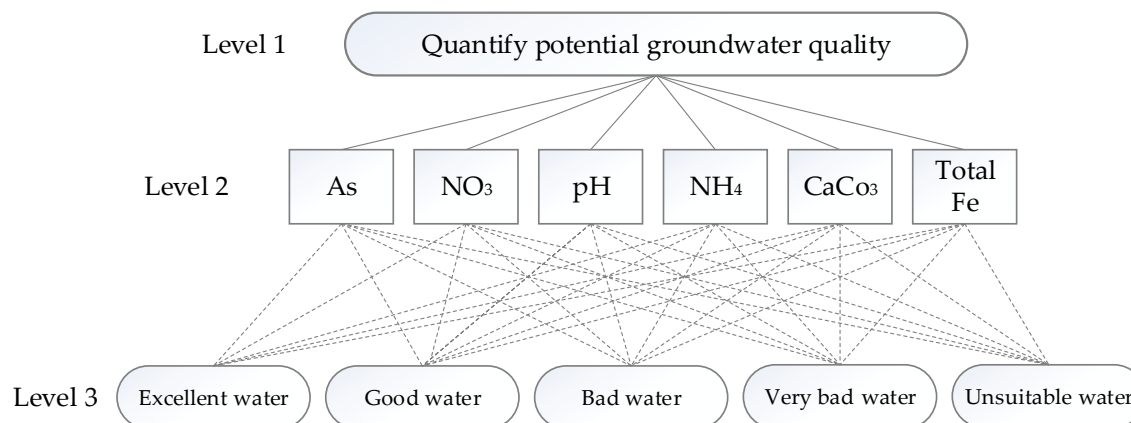 Level 1
Quantify potential groundwater quality
Level 2
As
NO3
pH
NH4
CaCo3
Total
Fe
Level 3
Excellent water
Good water
Bad water
Very bad water
Unsuitable water